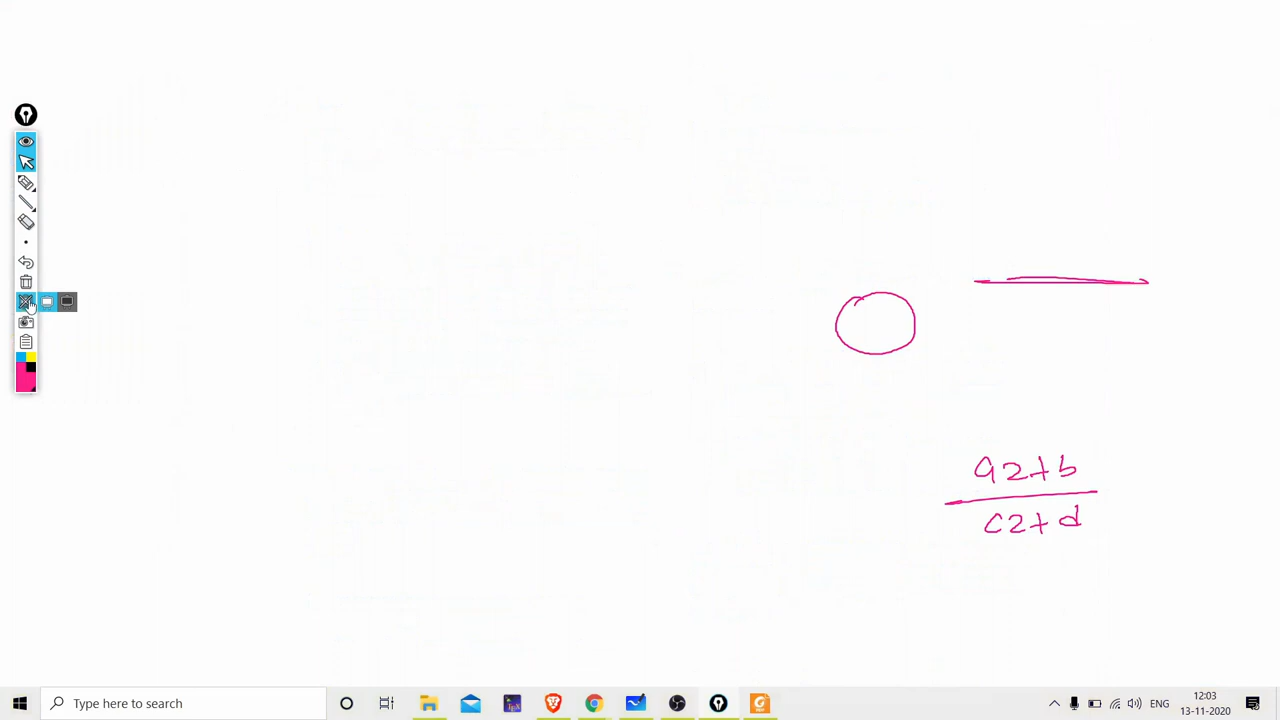 az+b
cz+d
Type here to search
ENG
12:03
13-11-2020